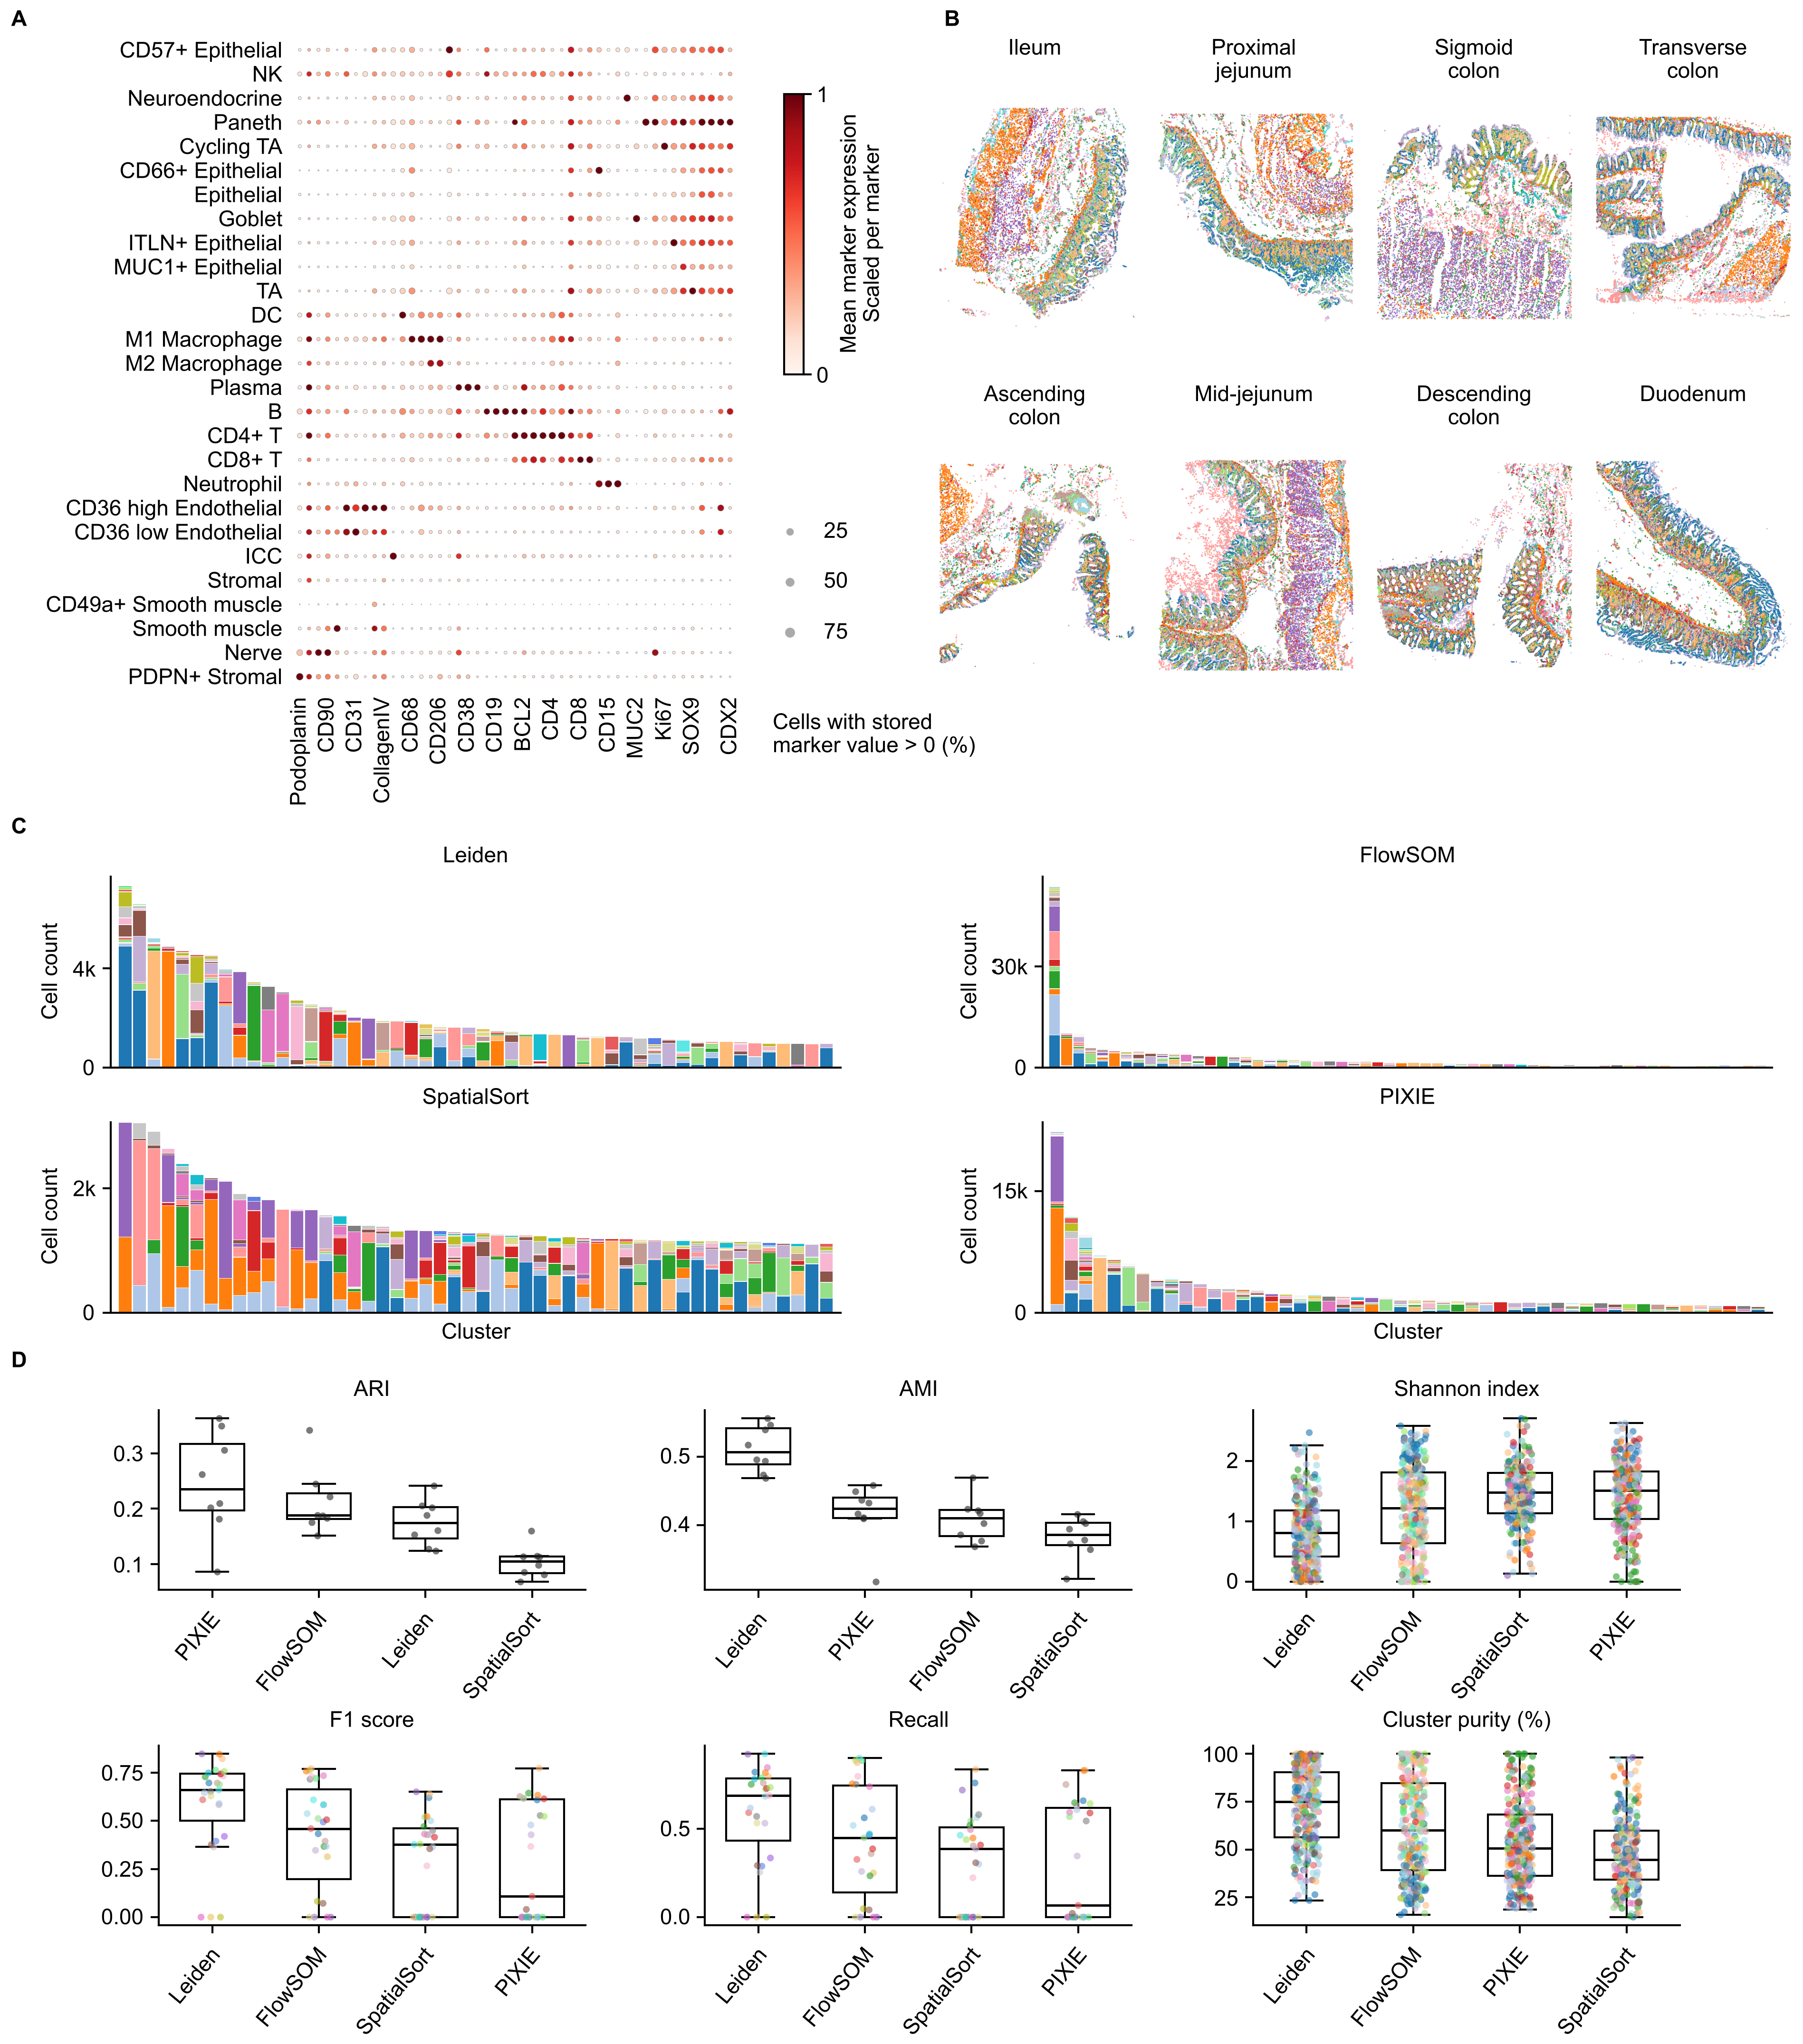 A
CD57+ Epithelial
NK
Neuroendocrine
Paneth
Cycling TA
CD66+ Epithelial
Epithelial
Goblet
ITLN+ Epithelial
MUC1+ Epithelial
TA
DC
M1 Macrophage
M2 Macrophage
Plasma
B
CD4+ T
CD8+ T
Neutrophil
CD36 high Endothelial
CD36 low Endothelial
ICC
Stromal
CD49a+ Smooth muscle
Smooth muscle
Nerve
PDPN+ Stromal
Podoplanin
CD90
CD31
CollagenIV
CD68
CD206
CD38
CD19
BCL2
CD4
CD8
CD15
MUC2
Ki67
SOX9
CDX2
1
0
Mean marker expression
Scaled per marker
25
50
75
Cells with stored
marker value > 0 (%)
B
Ileum
Proximal
jejunum
Sigmoid
colon
Transverse
colon
Ascending
colon
Mid-jejunum
Descending
colon
Duodenum
C
Leiden
Cell count
4k
0
FlowSOM
Cell count
30k
0
SpatialSort
Cell count
2k
0
Cluster
PIXIE
Cell count
15k
0
Cluster
D
ARI
0.3
0.2
0.1
PIXIE
FlowSOM
Leiden
SpatialSort
AMI
0.5
0.4
Leiden
PIXIE
FlowSOM
SpatialSort
Shannon index
2
1
0
Leiden
FlowSOM
SpatialSort
PIXIE
F1 score
0.75
0.50
0.25
0.00
Leiden
FlowSOM
SpatialSort
PIXIE
Recall
0.5
0.0
Leiden
FlowSOM
SpatialSort
PIXIE
Cluster purity (%)
100
75
50
25
Leiden
FlowSOM
PIXIE
SpatialSort